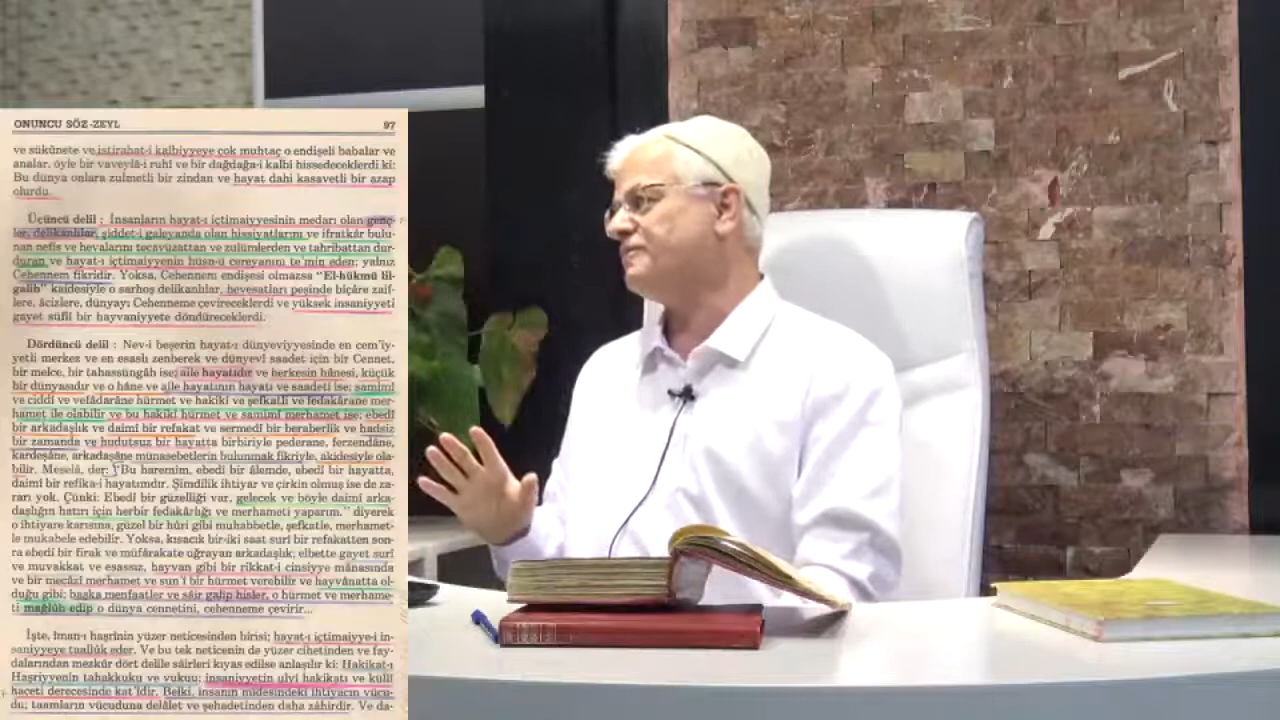 ONUNCU SÖZ-ZEYL 97
ve sükûnete ve istirahat-i kalbiyyeye çok muhtaç o endişeli babalar ve
analar, öyle bir vaveylâ-i ruhî ve bir dağdağa-i kalbî hissedeceklerdi ki:
Bu dünya onlara zulmetli bir zindan ve hayat dahi kasavetli bir azap
olurdu.
Üçüncü delil : İnsanların hayat-ı içtimaiyyesinin medarı olan genç-
ler, delikanlılar, şiddet-i galeyanda olan hissiyatlarını ve ifratkâr bulu-
nan nefis ve hevalarını tecavüzattan ve zulümlerden ve tahribattan dur-
duran ve hayat-ı içtimaiyyenin hüsn-ü cereyanını te'min eden; yalnız
Cehennem fikridir. Yoksa, Cehennem endişesi olmazsa "El-hükmü lil-
galib" kaidesiyle o sarhoş delikanlılar, hevesatları peşinde biçâre zaif-
lere, âcizlere, dünyayı Cehenneme çevireceklerdi ve yüksek insaniyyeti
gayet süflî bir hayvaniyyete döndüreceklerdi.
Dördüncü delil : Nev-i beşerin hayat-ı dünyeviyyesinde en cem'iy-
yetli merkez ve en esaslı zenberek ve dünyevî saadet için bir Cennet,
bir melce, bir tahassüngâh ise; aile hayatıdır ve herkesin hânesi, küçük
bir dünyasıdır ve o hâne ve aile hayatının hayatı ve saadeti ise; samimî
ve ciddî ve vefâdarâne hürmet ve hakikî ve şefkatli ve fedakârane mer-
hamet ile olabilir ve bu hakikî hürmet ve samimî merhamet ise; ebedî
bir arkadaşlık ve daimî bir refakat ve sermedî bir beraberlik ve hadsiz
bir zamanda ve hudutsuz bir hayatta birbiriyle pederane, ferzendâne,
kardeşâne, arkadaşâne münasebetlerin bulunmak fikriyle, akidesiyle ola-
bilir. Meselâ, der: "Bu haremim, ebedî bir âlemde, ebedî bir hayatta,
daimî bir refika-i hayatımdır. Şimdilik ihtiyar ve çirkin olmuş ise de za-
rarı yok. Çünki: Ebedî bir güzelliği var, gelecek ve böyle daimî arka-
daşlığın hatırı için herbir fedakârlığı ve merhameti yaparım." diyerek
o ihtiyare karısına, güzel bir hûri gibi muhabbetle, şefkatle, merhamet-
le mukabele edebilir. Yoksa, kısacık bir-iki saat surî bir refakatten son-
ra ebedî bir firak ve müfârakate uğrayan arkadaşlık; elbette gayet surî
ve muvakkat ve esassız, hayvan gibi bir rikkat-i cinsiyye mânasında
ve bir mecâzî merhamet ve sun'î bir hürmet verebilir ve hayvânatta ol-
duğu gibi; başka menfaatler ve sâir galip hisler, o hürmet ve merhame-
ti mağlûb edip o dünya cennetini, cehenneme çevirir...
İşte, iman-ı haşrînin yüzer neticesinden birisi; hayat-ı içtimaiyye-i in-
saniyyeye taallûk eder. Ve bu tek neticenin de yüzer cihetinden ve fay-
dalarından mezkûr dört delile sâirleri kıyas edilse anlaşılır ki: Hakikat-ı
Haşriyyenin tahakkuku ve vukuu; insaniyyetin ulvî hakikatı ve küllî
haceti derecesinde kat'îdir. Belki, insanın midesindeki ihtiyacın vücu-
du; taamların vücuduna delâlet ve şehadetinden daha zâhirdir. Ve da-